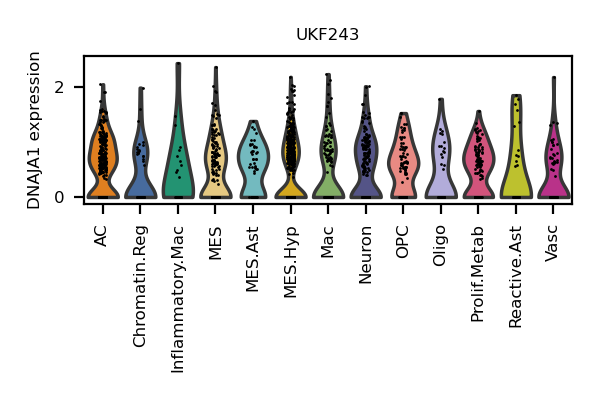 UKF243
DNAJA1 expression
2
0
AC
Chromatin.Reg
Inflammatory.Mac
MES
MES.Ast
MES.Hyp
Mac
Neuron
OPC
Oligo
Prolif.Metab
Reactive.Ast
Vasc